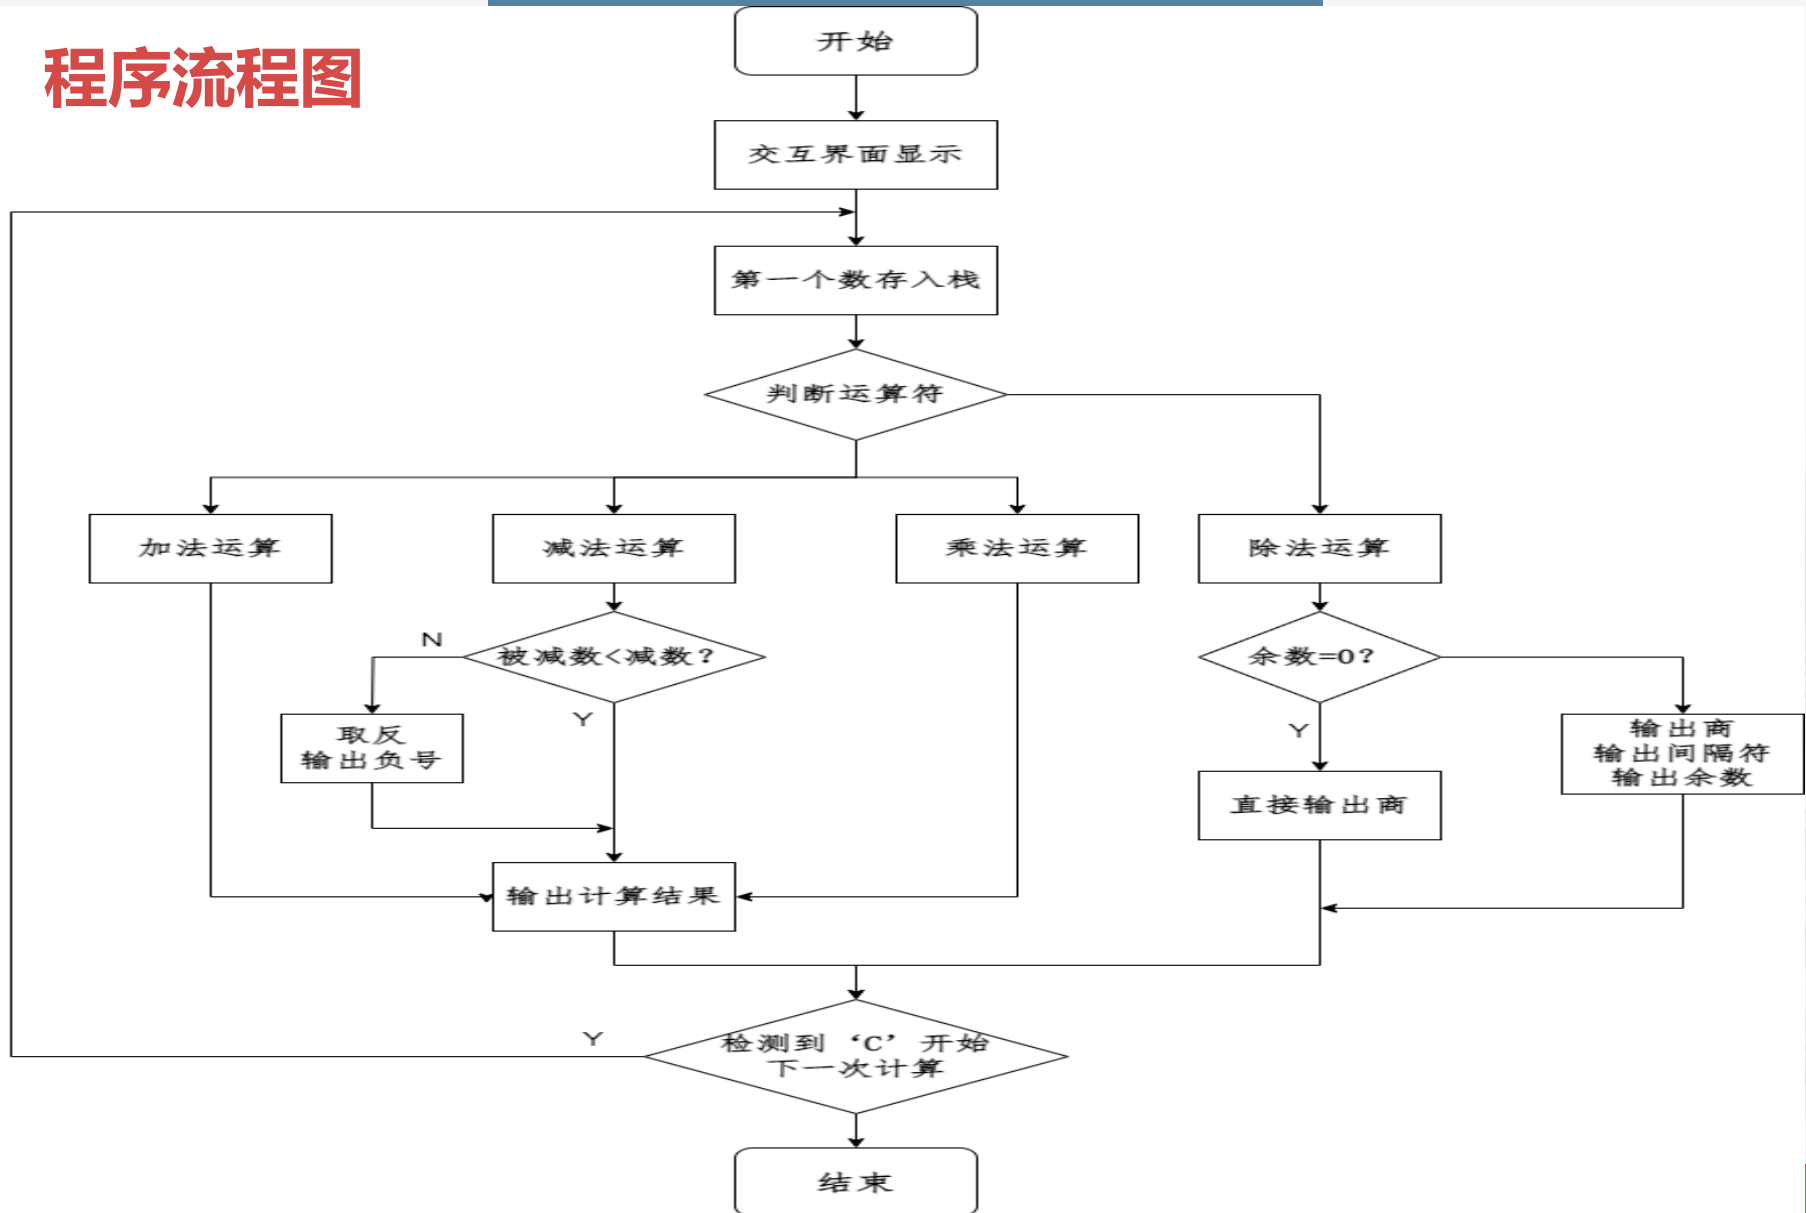 程序流程图
开始
交互界面显示
第一个数存入栈
判断运算符
加法运算
减法运算
乘法运算
除法运算
N
被减数<减数?
余数=0?
Y
Y
取反
输出负号
输出商
输出间隔符
输出余数
直接输出商
输出计算结果
Y
检测到‘C’开始
下一次计算
结束